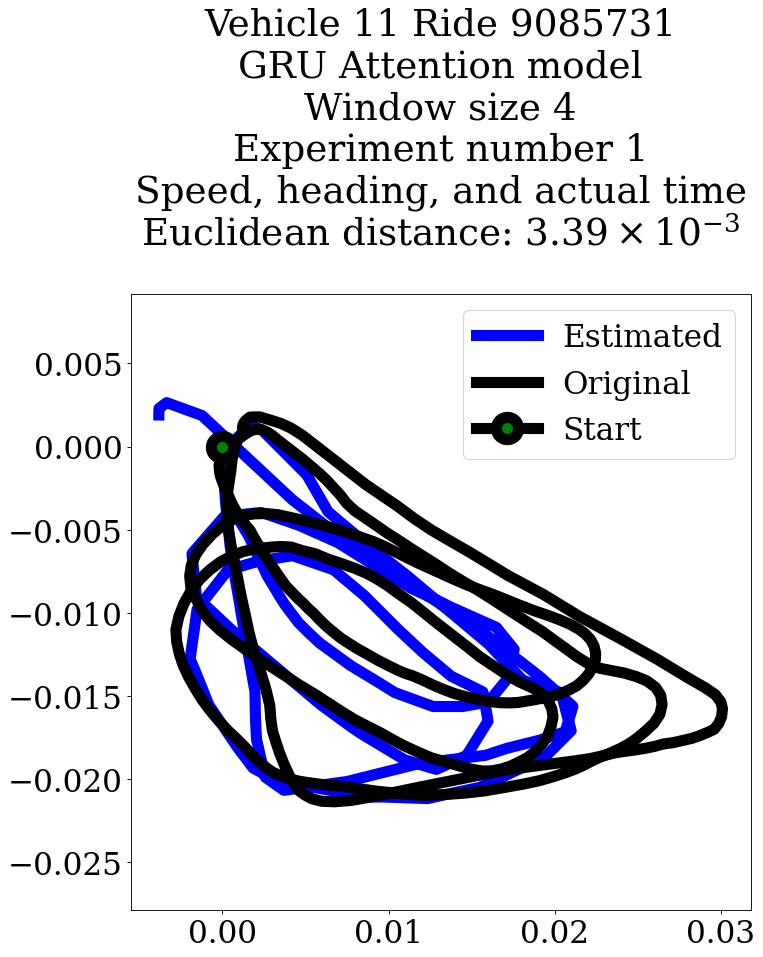 Vehicle 11 Ride 9085731
GRU Attention model
Window size 4
Experiment number 1
Speed, heading, and actual time
Euclidean distance: 3.39 × 10⁻³
Estimated
Original
Start
0.005
0.000
−0.005
−0.010
−0.015
−0.020
−0.025
0.00 0.01 0.02 0.03